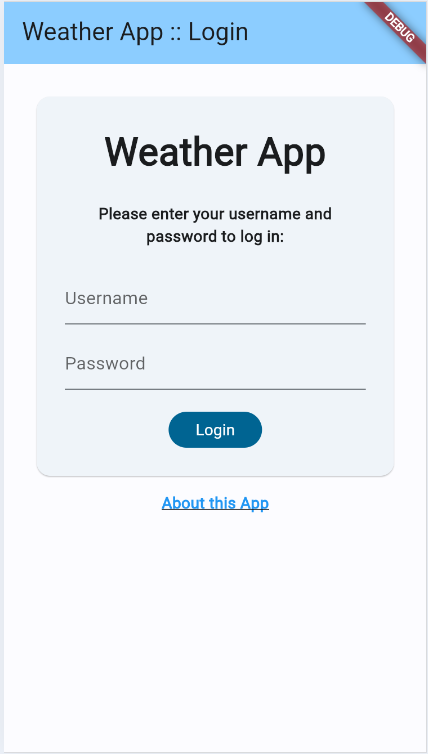 Weather App :: Login
DEBUG
Weather App
Please enter your username and
password to log in:
Username
Password
Login
About this App